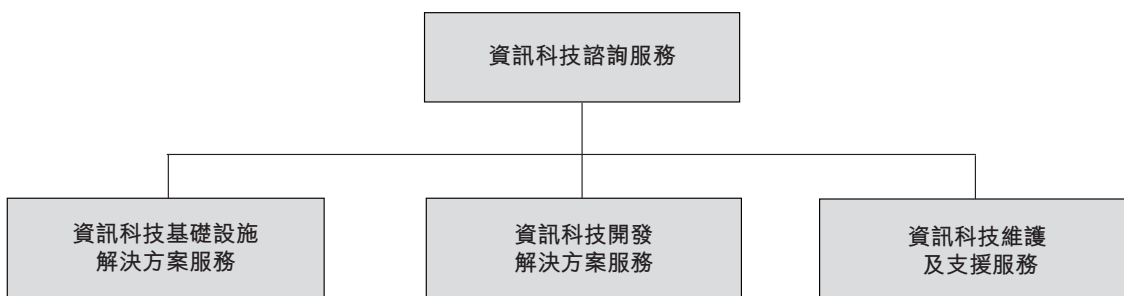 資訊科技諮詢服務
資訊科技基礎設施
解決方案服務
資訊科技開發
解決方案服務
資訊科技維護
及支援服務